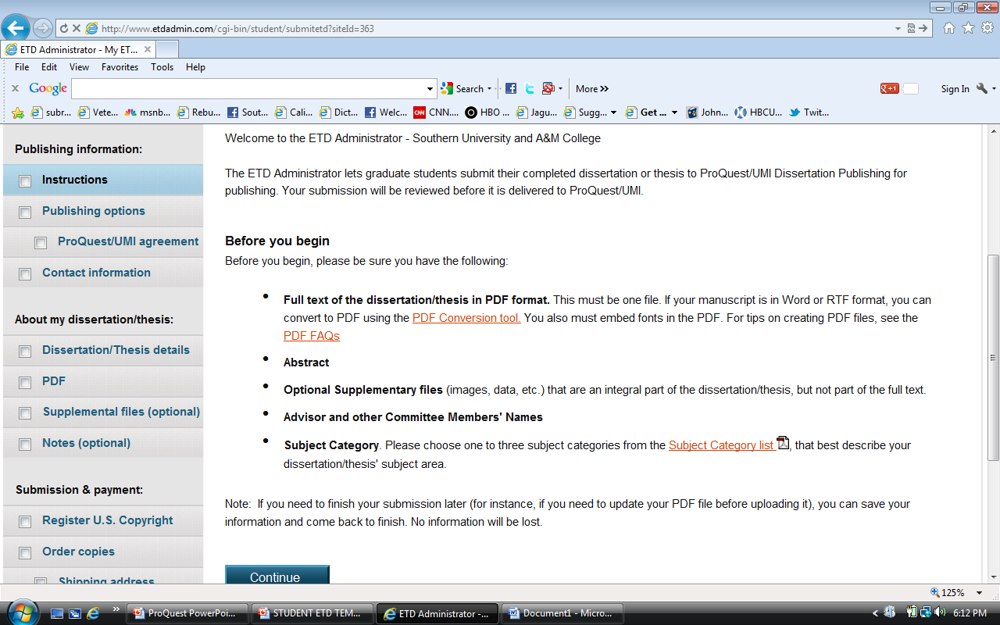 http://www.etdadmin.com/cgi-bin/student/submitetd?siteId=363
ETD Administrator - My ET...
File Edit View Favorites Tools Help
Google Search More >> +1 Sign In
subr... Vete... msnb... Rebu... Sout... Cali... Dict... Welc... CNN CNN.... HBO ... Jagu... Sugg... Get ... John... HBCU... Twit...
Publishing information:
Instructions
Publishing options
ProQuest/UMI agreement
Contact information
About my dissertation/thesis:
Dissertation/Thesis details
PDF
Supplemental files (optional)
Notes (optional)
Submission & payment:
Register U.S. Copyright
Order copies
Shipping address
Welcome to the ETD Administrator - Southern University and A&M College
The ETD Administrator lets graduate students submit their completed dissertation or thesis to ProQuest/UMI Dissertation Publishing for
publishing. Your submission will be reviewed before it is delivered to ProQuest/UMI.
Before you begin
Before you begin, please be sure you have the following:
• Full text of the dissertation/thesis in PDF format. This must be one file. If your manuscript is in Word or RTF format, you can
convert to PDF using the PDF Conversion tool. You also must embed fonts in the PDF. For tips on creating PDF files, see the
PDF FAQs
• Abstract
• Optional Supplementary files (images, data, etc.) that are an integral part of the dissertation/thesis, but not part of the full text.
• Advisor and other Committee Members' Names
• Subject Category. Please choose one to three subject categories from the Subject Category list , that best describe your
dissertation/thesis' subject area.
Note: If you need to finish your submission later (for instance, if you need to update your PDF file before uploading it), you can save your
information and come back to finish. No information will be lost.
Continue
125%
ProQuest PowerPoi... STUDENT ETD TEM... ETD Administrator -... Document1 - Micro... 6:12 PM